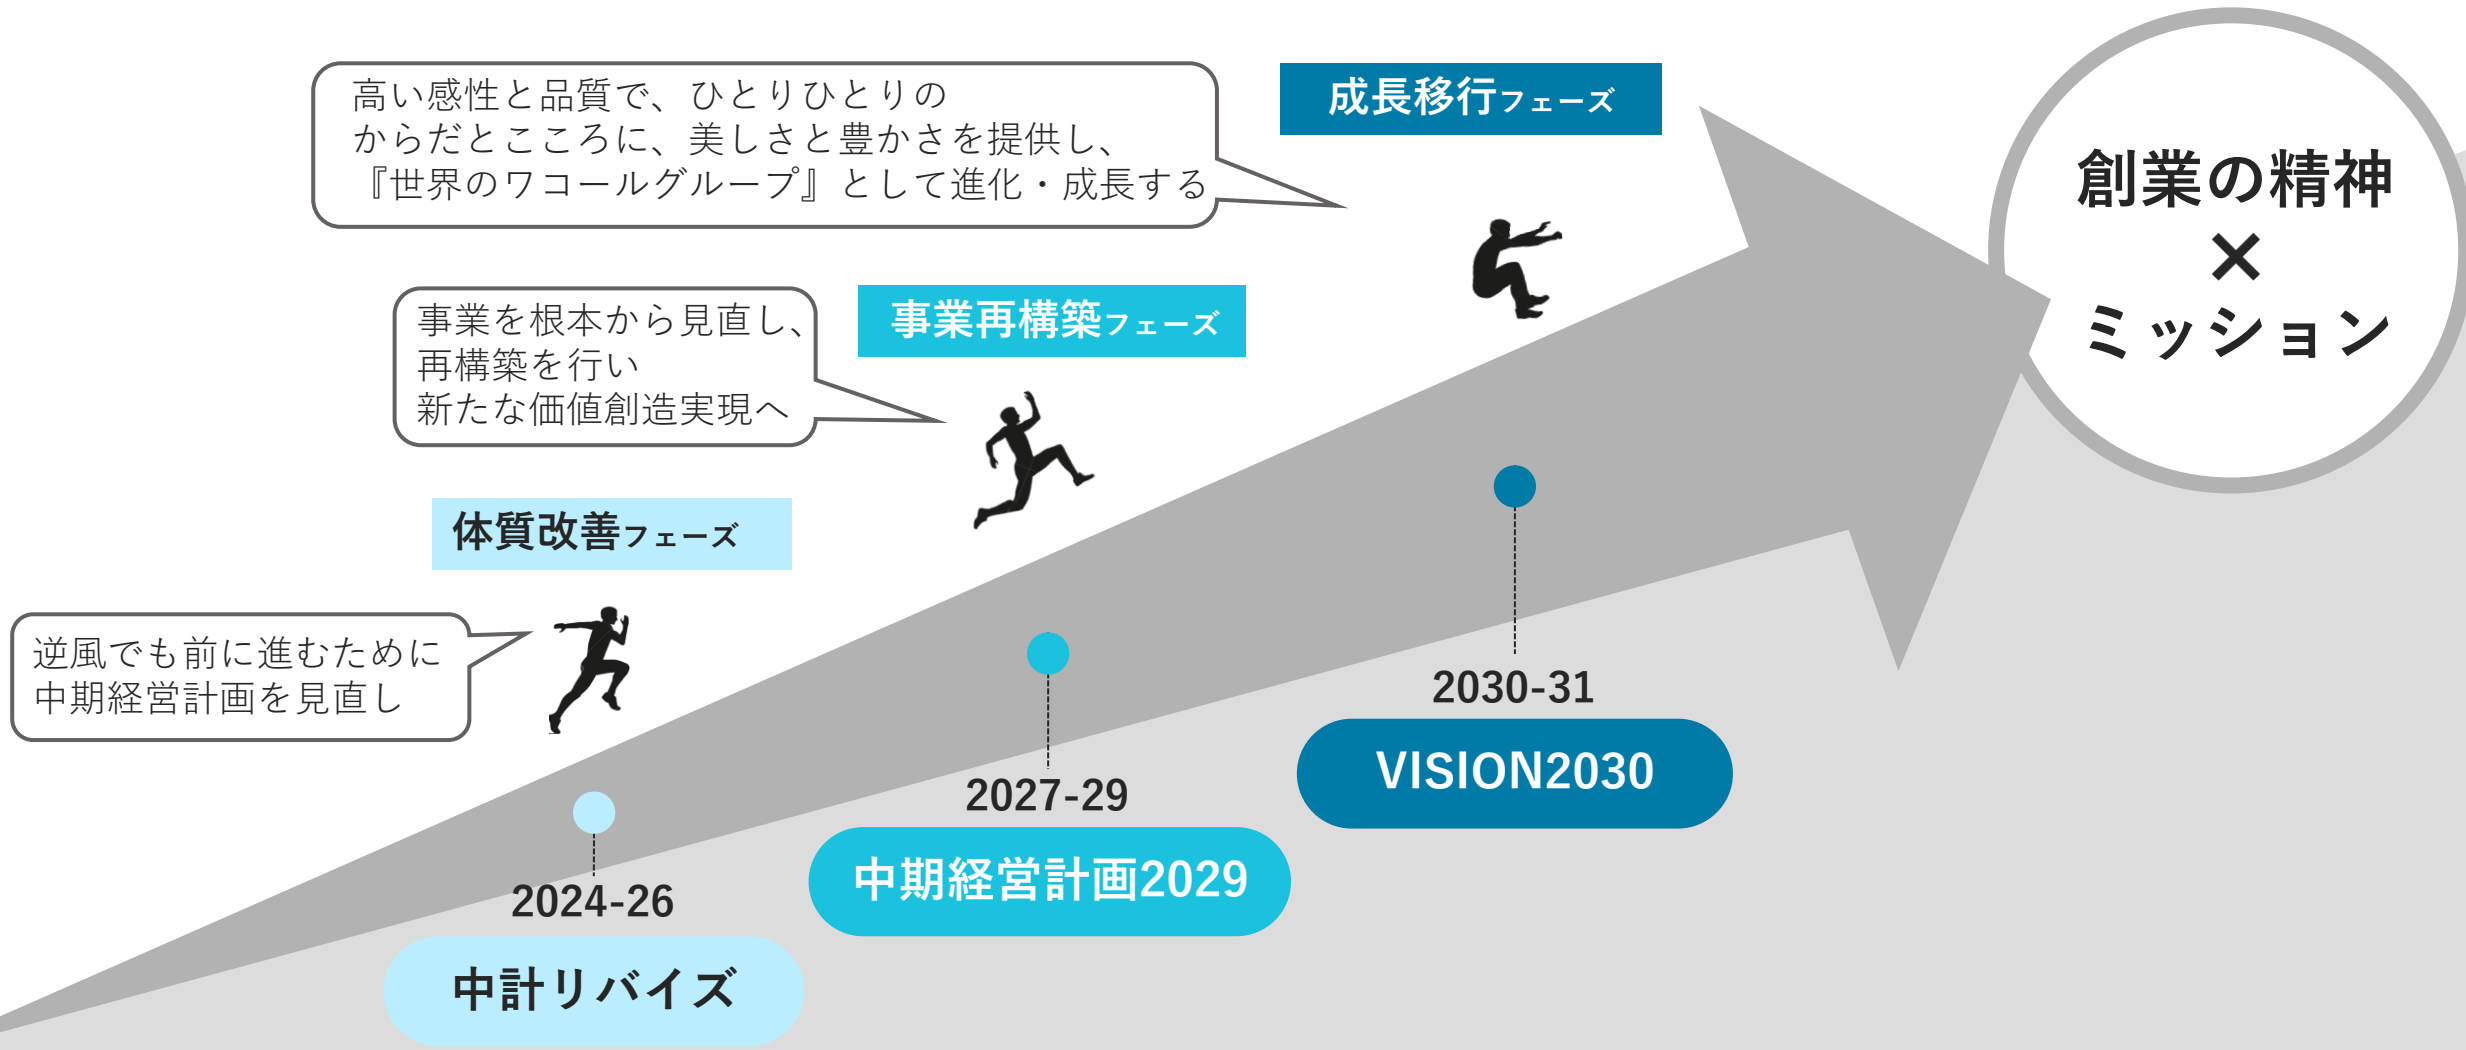 高い感性と品質で、ひとりひとりの
からだとこころに、美しさと豊かさを提供し、
『世界のワコールグループ』として進化・成長する
成長移行フェーズ
創業の精神
×
ミッション
事業を根本から見直し、
再構築を行い
新たな価値創造実現へ
事業再構築フェーズ
体質改善フェーズ
逆風でも前に進むために
中期経営計画を見直し
2030-31
VISION2030
2027-29
中期経営計画2029
2024-26
中計リバイズ